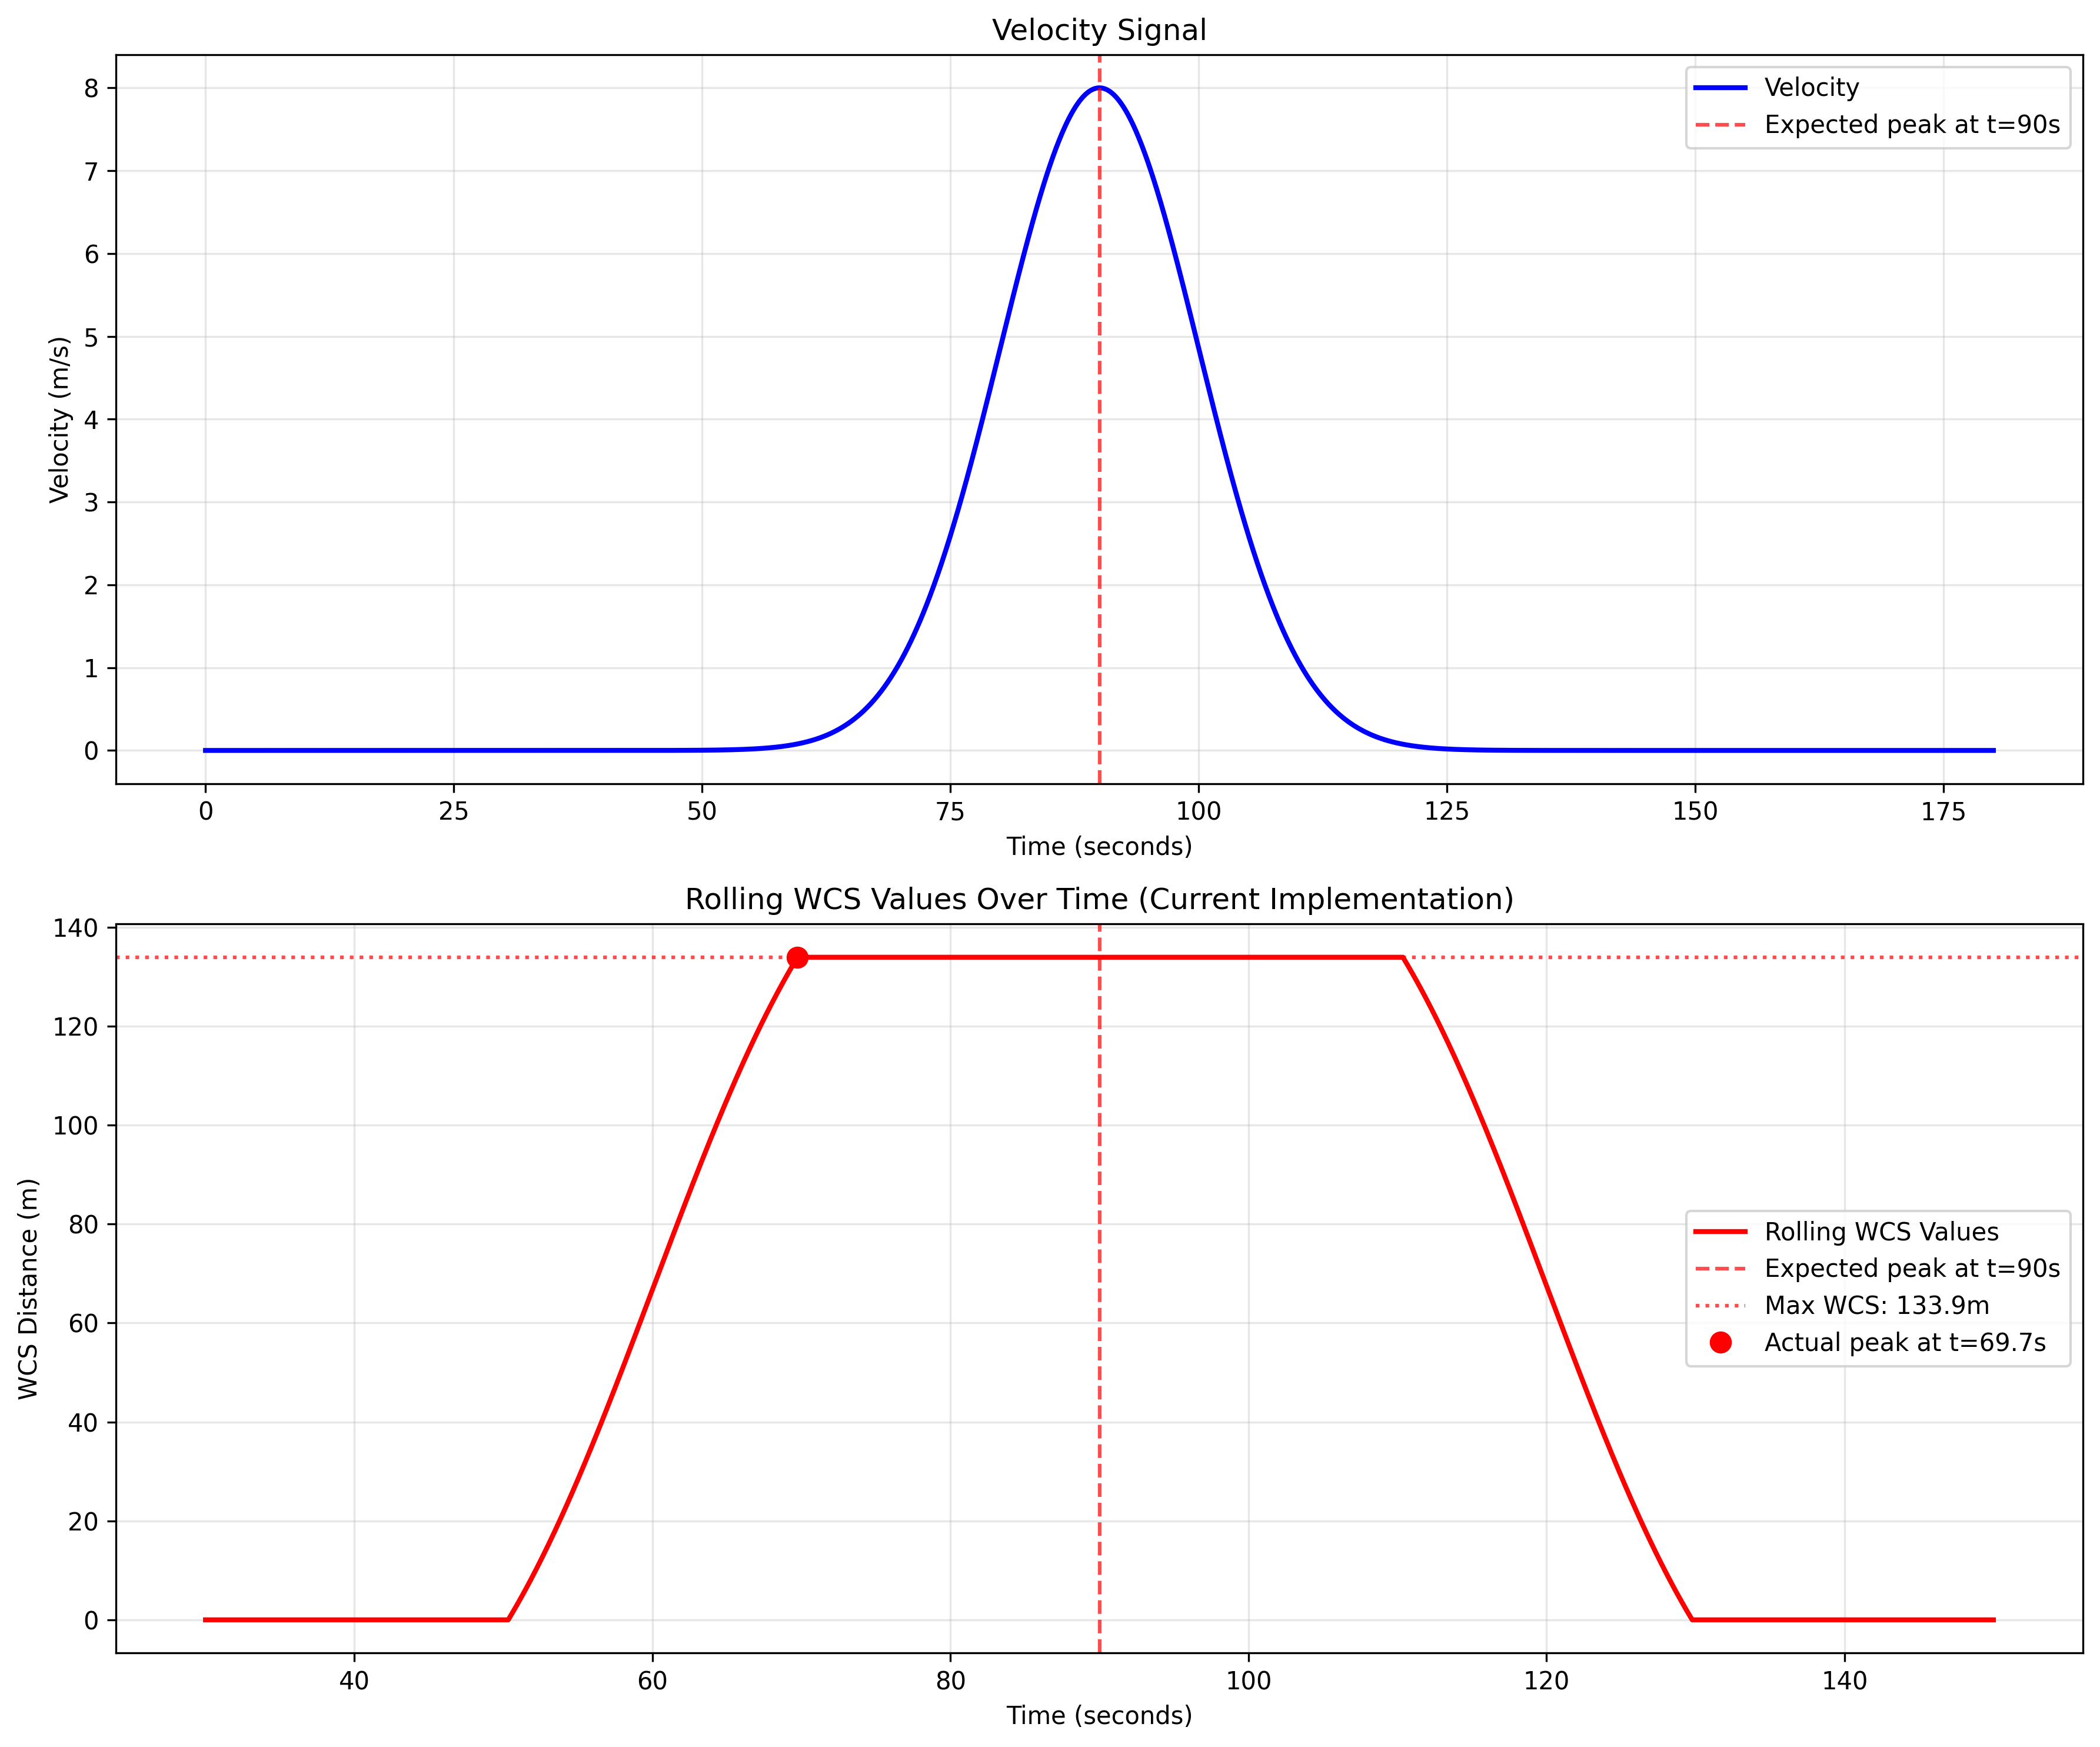 Velocity Signal
Velocity
Expected peak at t=90s
8
7
6
5
4
3
2
1
0
Velocity (m/s)
0 25 50 75 100 125 150 175
Time (seconds)
Rolling WCS Values Over Time (Current Implementation)
140
120
100
80
60
40
20
0
WCS Distance (m)
Rolling WCS Values
Expected peak at t=90s
Max WCS: 133.9m
Actual peak at t=69.7s
40 60 80 100 120 140
Time (seconds)